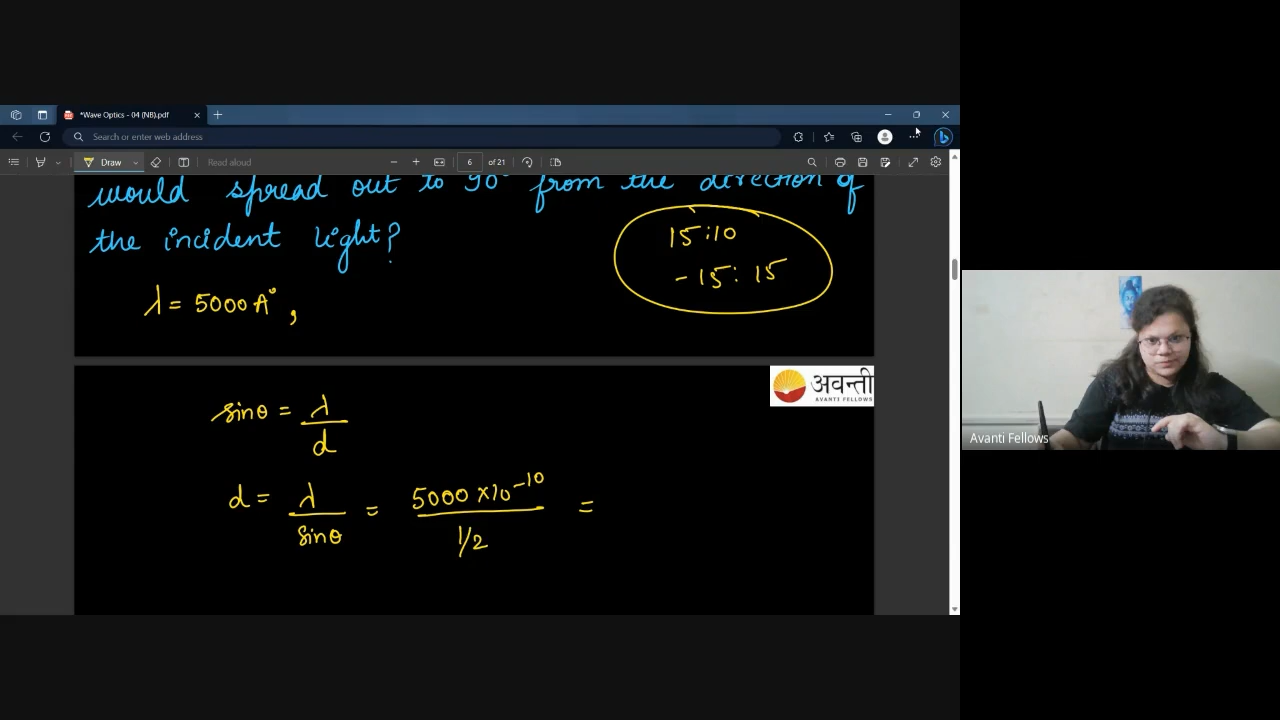 *Wave Optics - 04 (NB).pdf
Search or enter web address
Draw
Read aloud
6 of 21
would spread out to 90° from the direction of
the incident light?
15:10
-15:15
λ = 5000 A°,
अवन्ती
AVANTI FELLOWS
sinθ = λ/d
d = λ/sinθ = 5000 × 10⁻¹⁰ / 1/2 =
Avanti Fellows